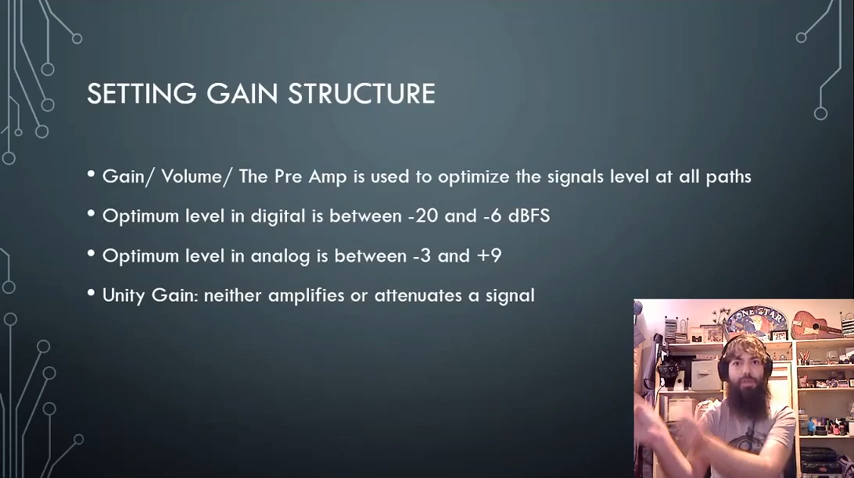 SETTING GAIN STRUCTURE
• Gain/ Volume/ The Pre Amp is used to optimize the signals level at all paths
• Optimum level in digital is between -20 and -6 dBFS
• Optimum level in analog is between -3 and +9
• Unity Gain: neither amplifies or attenuates a signal
LONE STAR